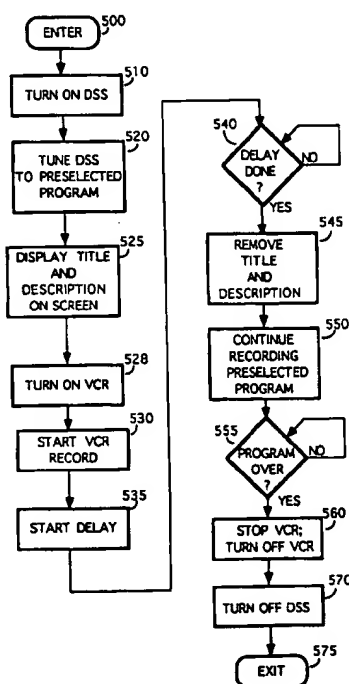 ENTER
500
510
TURN ON DSS
520
TUNE DSS
TO PRESELECTED
PROGRAM
525
DISPLAY TITLE
AND
DESCRIPTION
ON SCREEN
528
TURN ON VCR
530
START VCR
RECORD
535
START DELAY
540
DELAY
DONE
?
NO
YES
545
REMOVE
TITLE
AND
DESCRIPTION
550
CONTINUE
RECORDING
PRESELECTED
PROGRAM
555
PROGRAM
OVER
?
NO
YES
560
STOP VCR;
TURN OFF VCR
570
TURN OFF DSS
575
EXIT